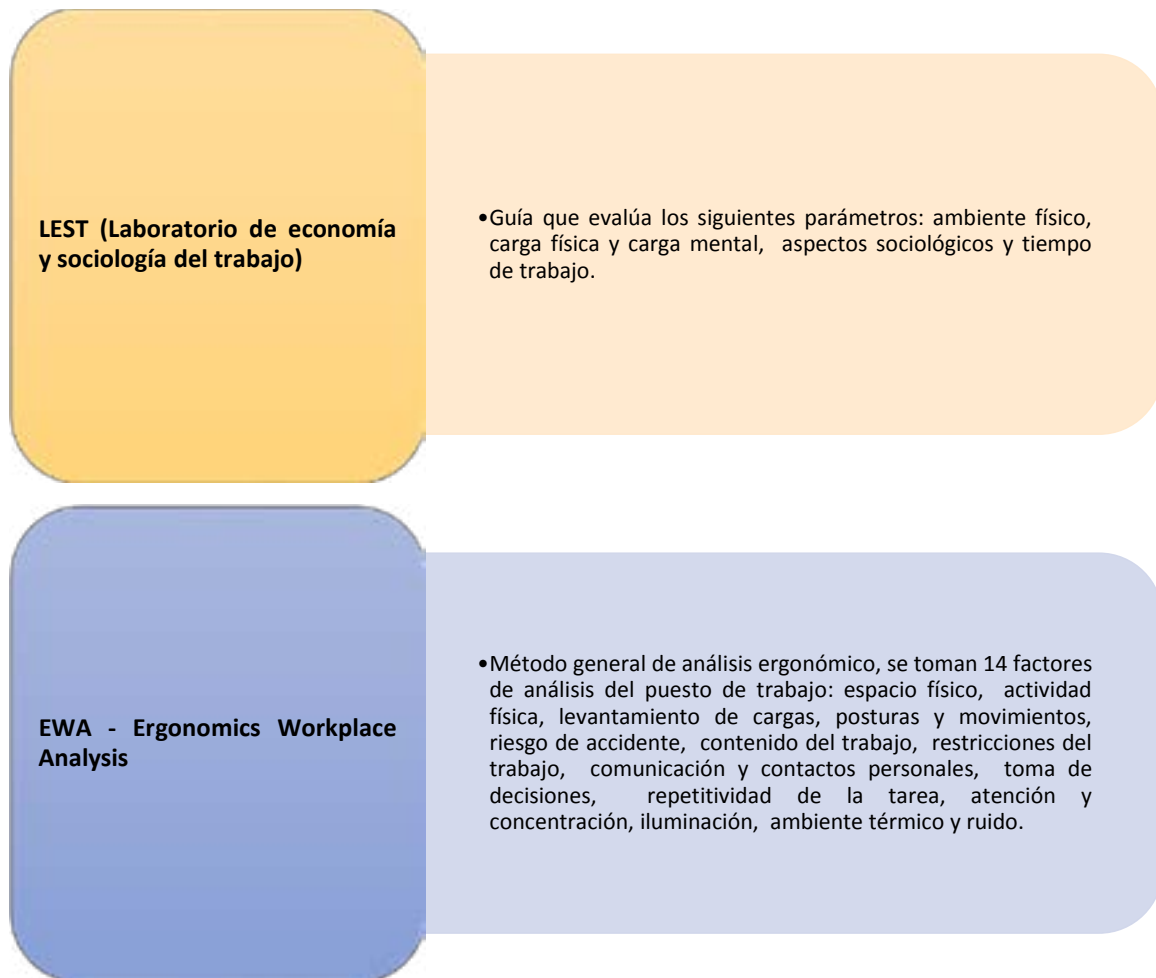 LEST (Laboratorio de economía
y sociología del trabajo)
•Guía que evalúa los siguientes parámetros: ambiente físico,
carga física y carga mental, aspectos sociológicos y tiempo
de trabajo.
EWA - Ergonomics Workplace
Analysis
•Método general de análisis ergonómico, se toman 14 factores
de análisis del puesto de trabajo: espacio físico, actividad
física, levantamiento de cargas, posturas y movimientos,
riesgo de accidente, contenido del trabajo, restricciones del
trabajo, comunicación y contactos personales, toma de
decisiones, repetitividad de la tarea, atención y
concentración, iluminación, ambiente térmico y ruido.